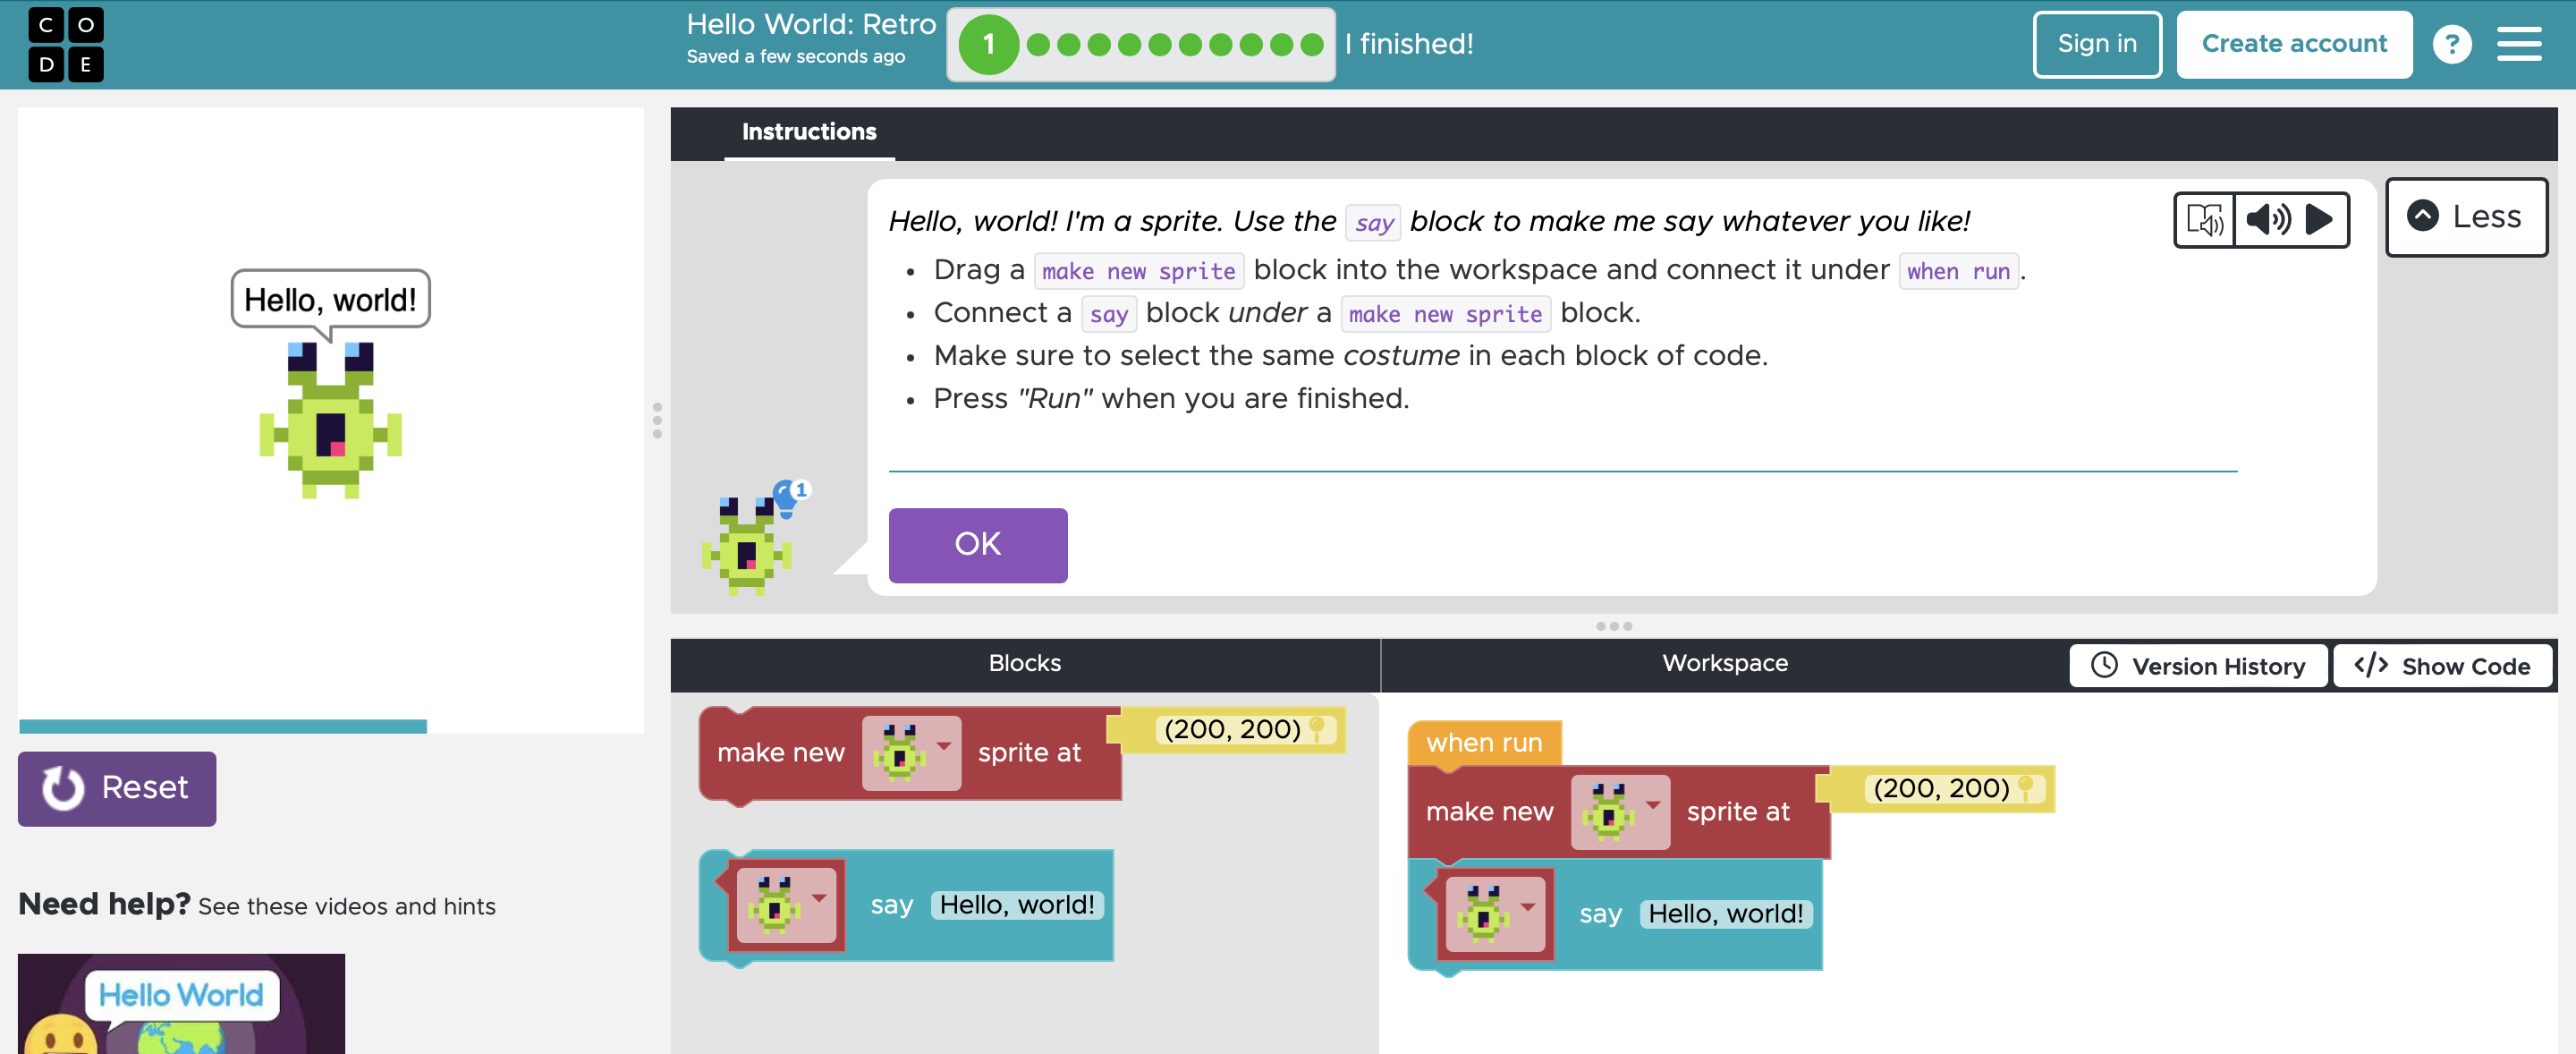 CODE
Hello World: Retro
Saved a few seconds ago
1
I finished!
Sign in
Create account
?
Hello, world!
Reset
Need help? See these videos and hints
Hello World
Instructions
Hello, world! I'm a sprite. Use the say block to make me say whatever you like!
• Drag a make new sprite block into the workspace and connect it under when run.
• Connect a say block under a make new sprite block.
• Make sure to select the same costume in each block of code.
• Press "Run" when you are finished.
Less
1
OK
Blocks
Workspace
Version History
</> Show Code
make new sprite at (200, 200)
say Hello, world!
when run
make new sprite at (200, 200)
say Hello, world!